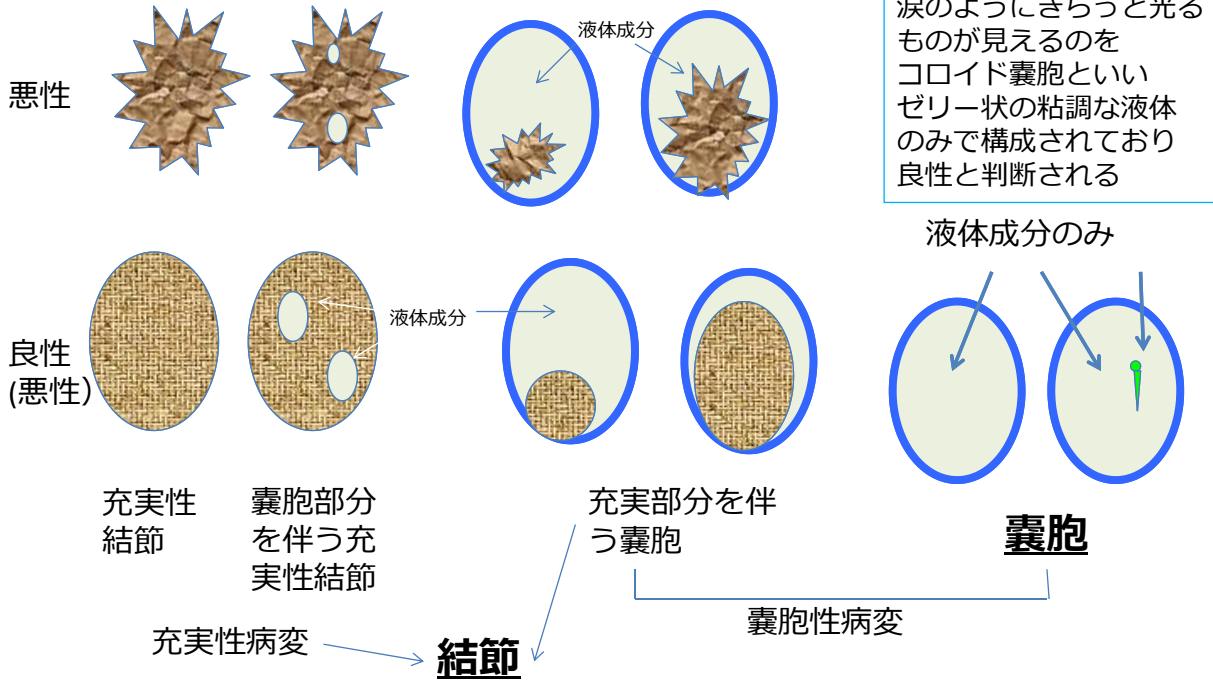 涙のようにきらっと光る
ものが見えるのを
コロイド嚢胞といい
ゼリー状の粘調な液体
のみで構成されており
良性と判断される
悪性
液体成分
液体成分のみ
良性
(悪性）
液体成分
充実性
結節
嚢胞部分
を伴う充
実性結節
充実部分を伴
う嚢胞
嚢胞
充実性病変
結節
嚢胞性病変